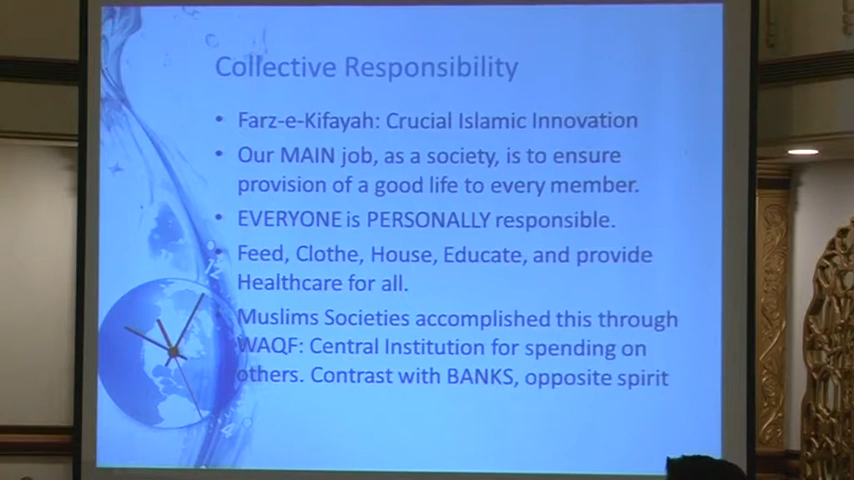 Collective Responsibility
• Farz-e-Kifayah: Crucial Islamic Innovation
• Our MAIN job, as a society, is to ensure
provision of a good life to every member.
• EVERYONE is PERSONALLY responsible.
• Feed, Clothe, House, Educate, and provide
Healthcare for all.
• Muslims Societies accomplished this through
WAQF: Central Institution for spending on
others. Contrast with BANKS, opposite spirit
12
4